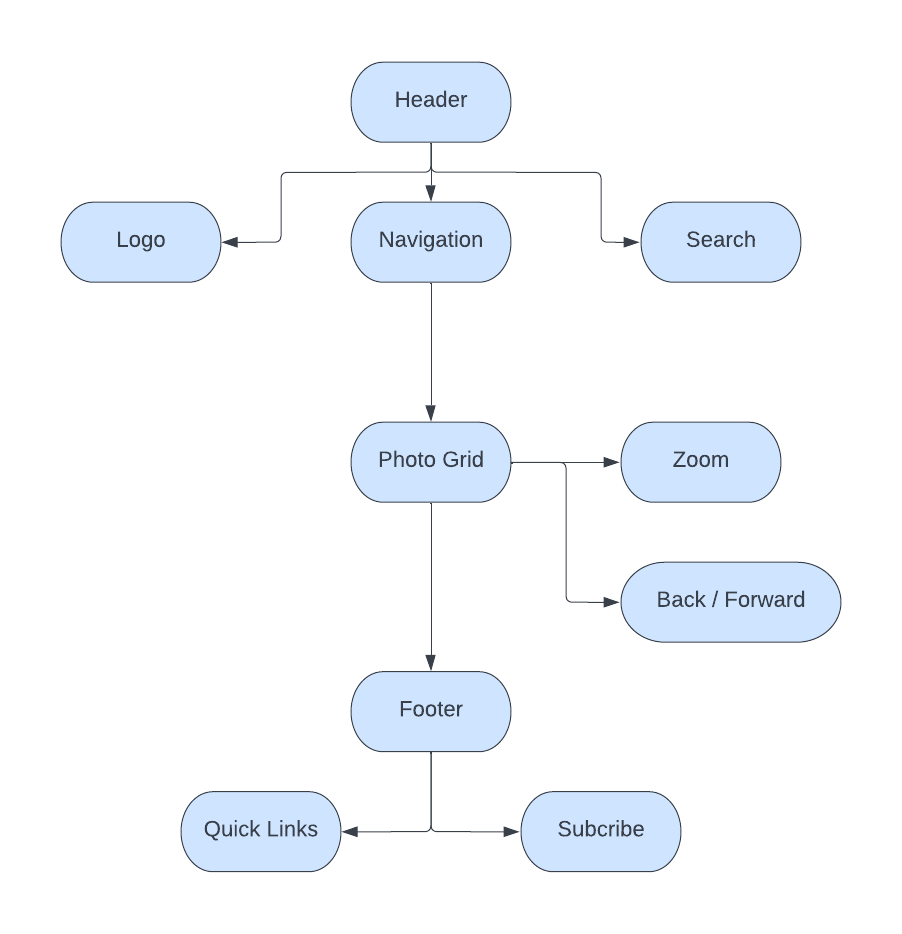 Header
Logo
Navigation
Search
Photo Grid
Zoom
Back / Forward
Footer
Quick Links
Subcribe